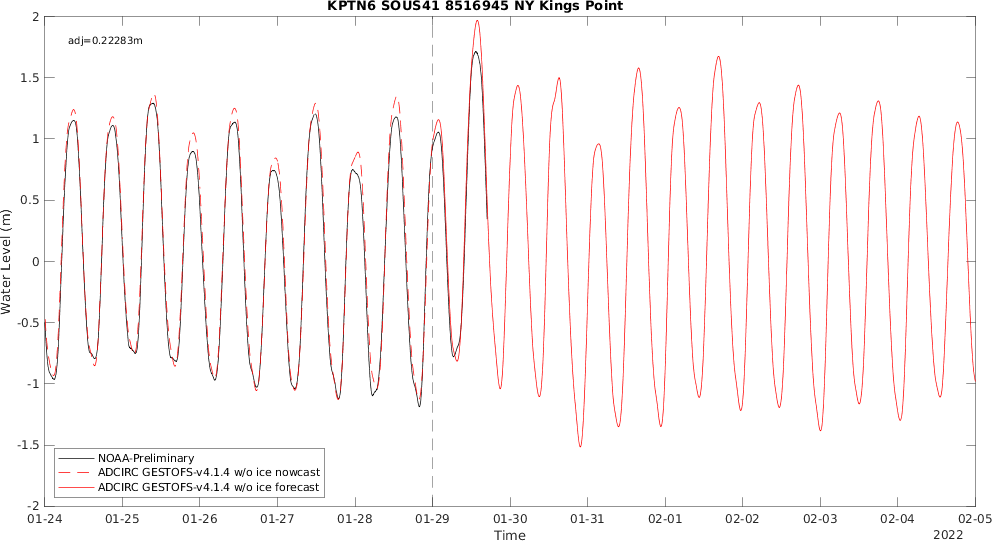 KPTN6 SOUS41 8516945 NY Kings Point
adj=0.22283m
2
1.5
1
0.5
0
-0.5
-1
-1.5
-2
Water Level (m)
NOAA-Preliminary
ADCIRC GESTOFS-v4.1.4 w/o ice nowcast
ADCIRC GESTOFS-v4.1.4 w/o ice forecast
01-24 01-25 01-26 01-27 01-28 01-29 01-30 01-31 02-01 02-02 02-03 02-04 02-05
Time
2022